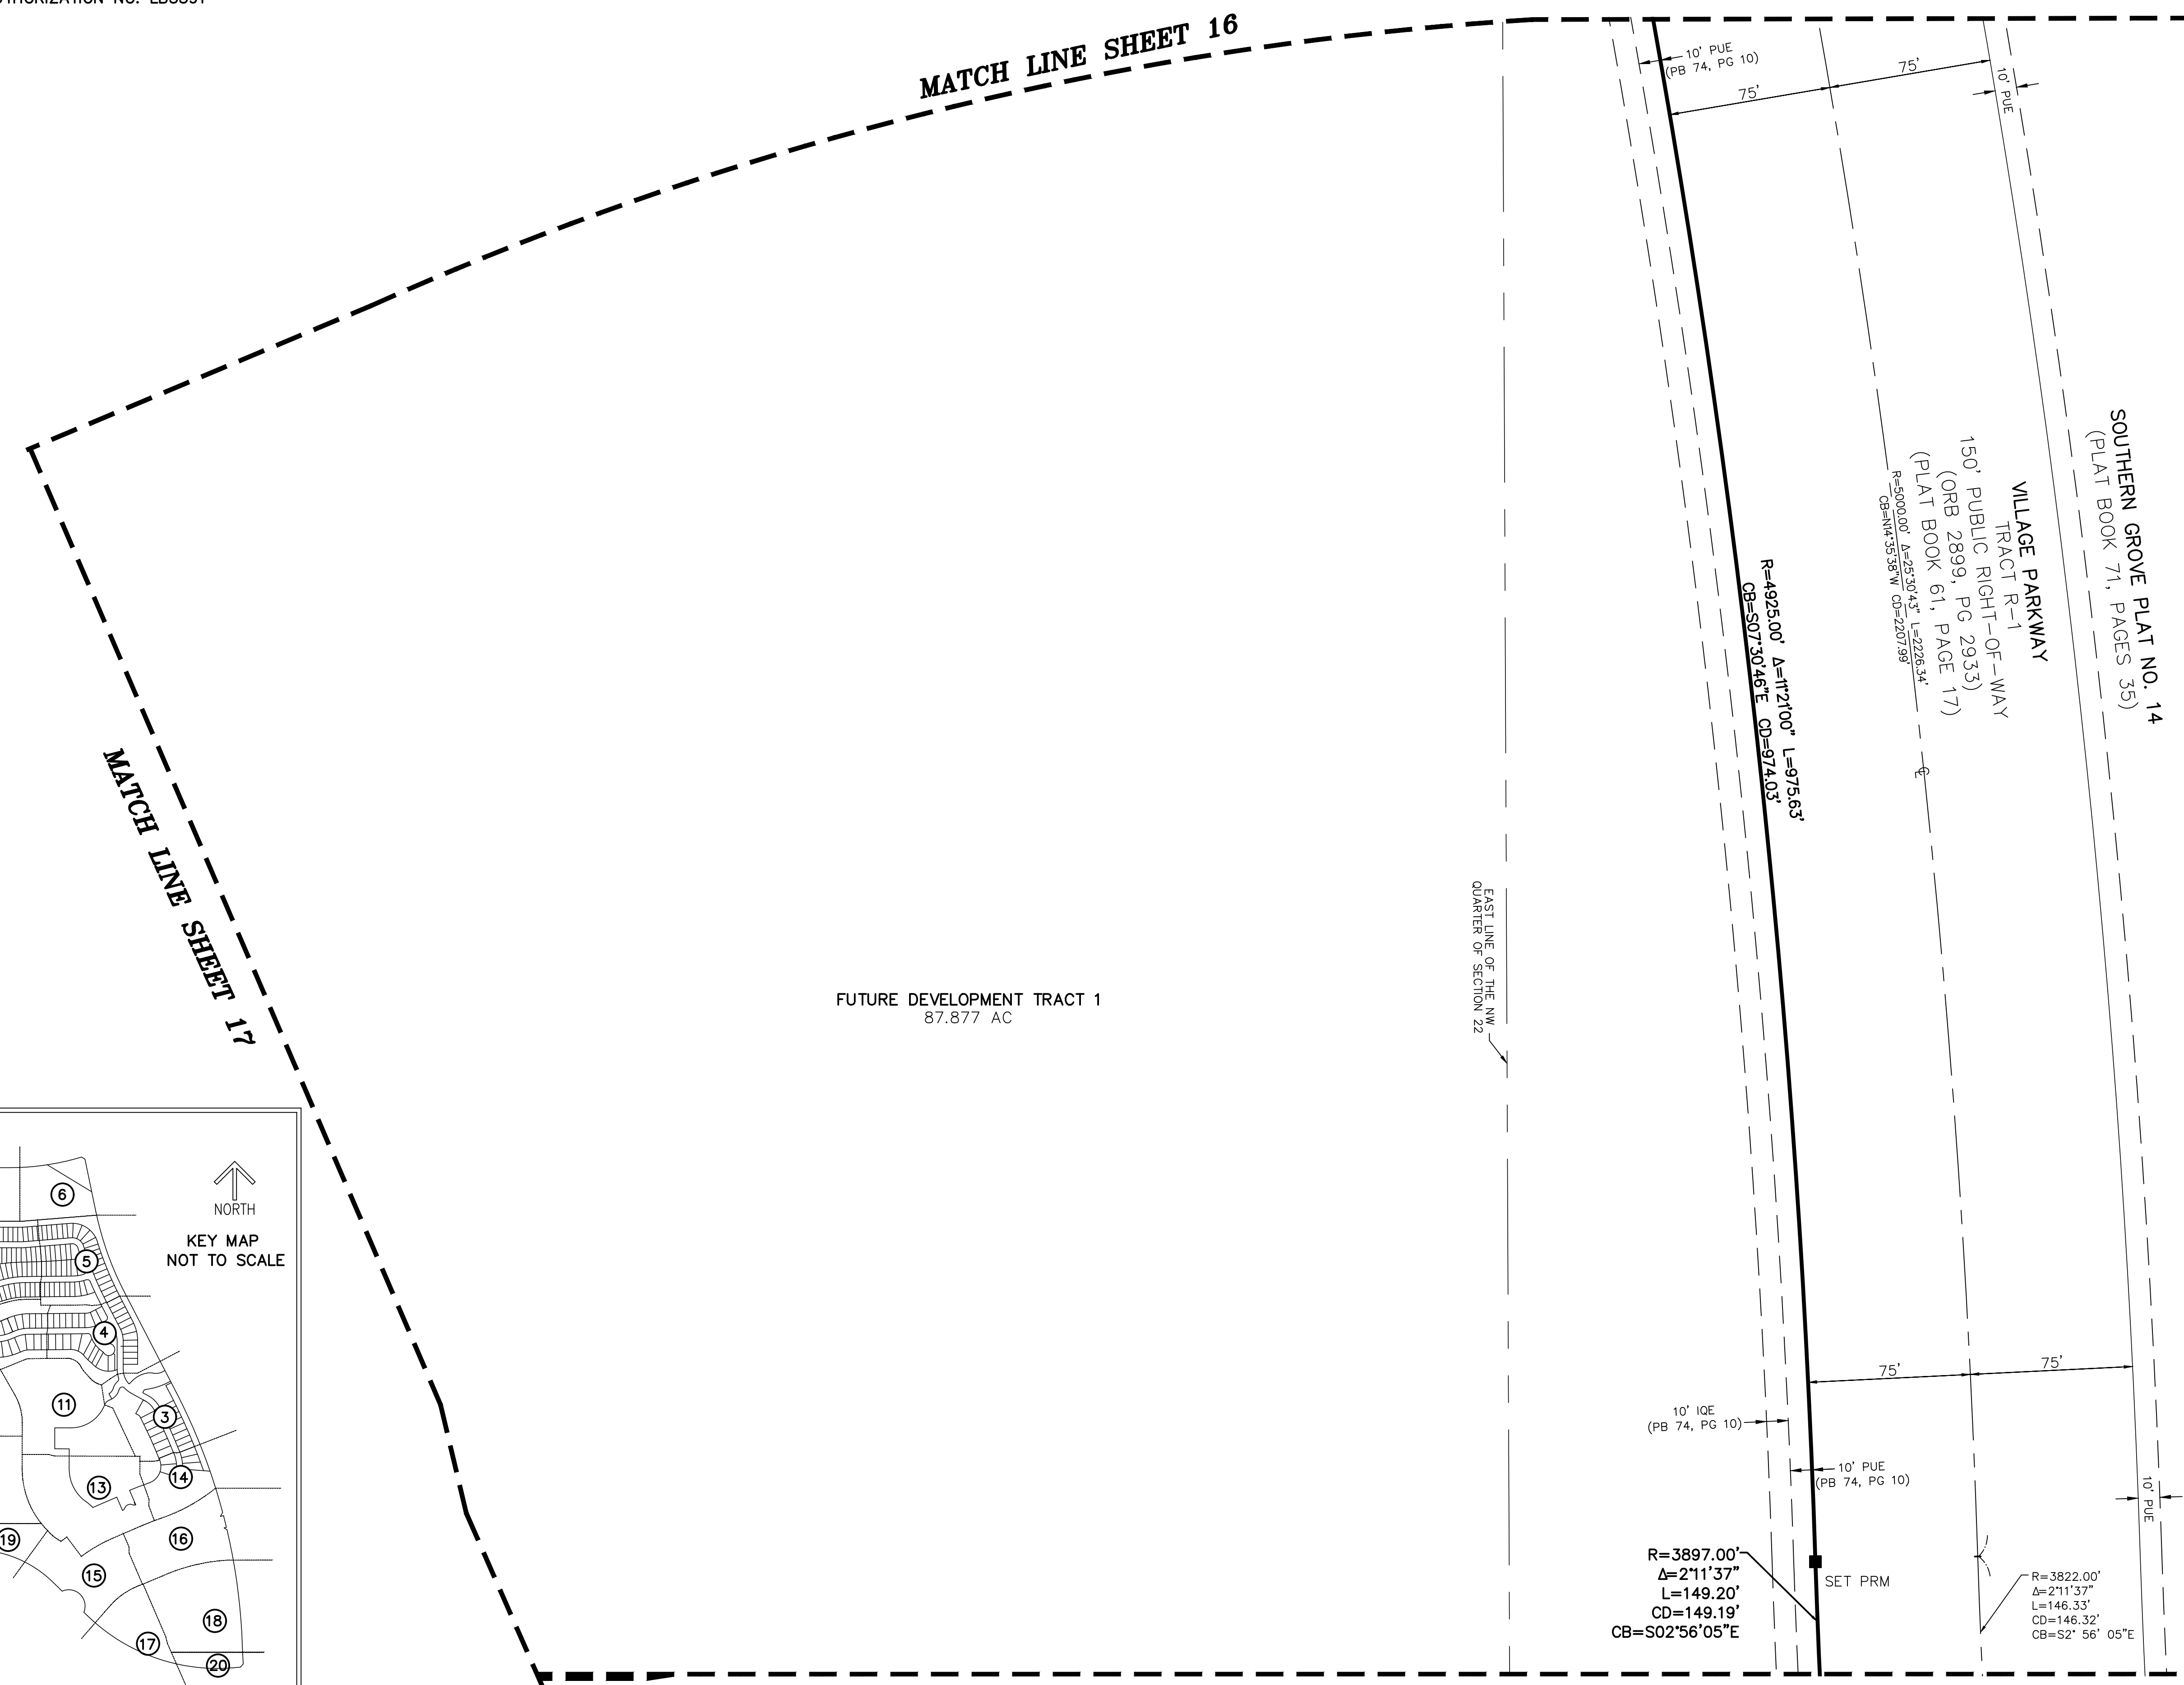 MATCH LINE SHEET 16
10' PUE
(PB 74, PG 10)
75'
75'
10' PUE
SOUTHERN GROVE PLAT NO. 14
(PLAT BOOK 71, PAGES 35)
VILLAGE PARKWAY
TRACT R-1
150' PUBLIC RIGHT-OF-WAY
(ORB 2899, PG 2933)
(PLAT BOOK 61, PAGE 17)
R=5000.00' Δ=25°30'43" L=2226.34'
CB=N14°35'38"W CD=2207.99'
R=4925.00' Δ=11°21'00" L=975.63'
CB=S07°30'46"E CD=974.03'
℄
MATCH LINE SHEET 17
EAST LINE OF THE NW
QUARTER OF SECTION 22
FUTURE DEVELOPMENT TRACT 1
87.877 AC
NORTH
KEY MAP
NOT TO SCALE
6
5
4
11
3
13
14
19
16
15
18
17
20
75'
75'
10' IQE
(PB 74, PG 10)
10' PUE
(PB 74, PG 10)
10' PUE
R=3897.00'
Δ=2°11'37"
L=149.20'
CD=149.19'
CB=S02°56'05"E
SET PRM
R=3822.00'
Δ=2°11'37"
L=146.33'
CD=146.32'
CB=S2° 56' 05"E